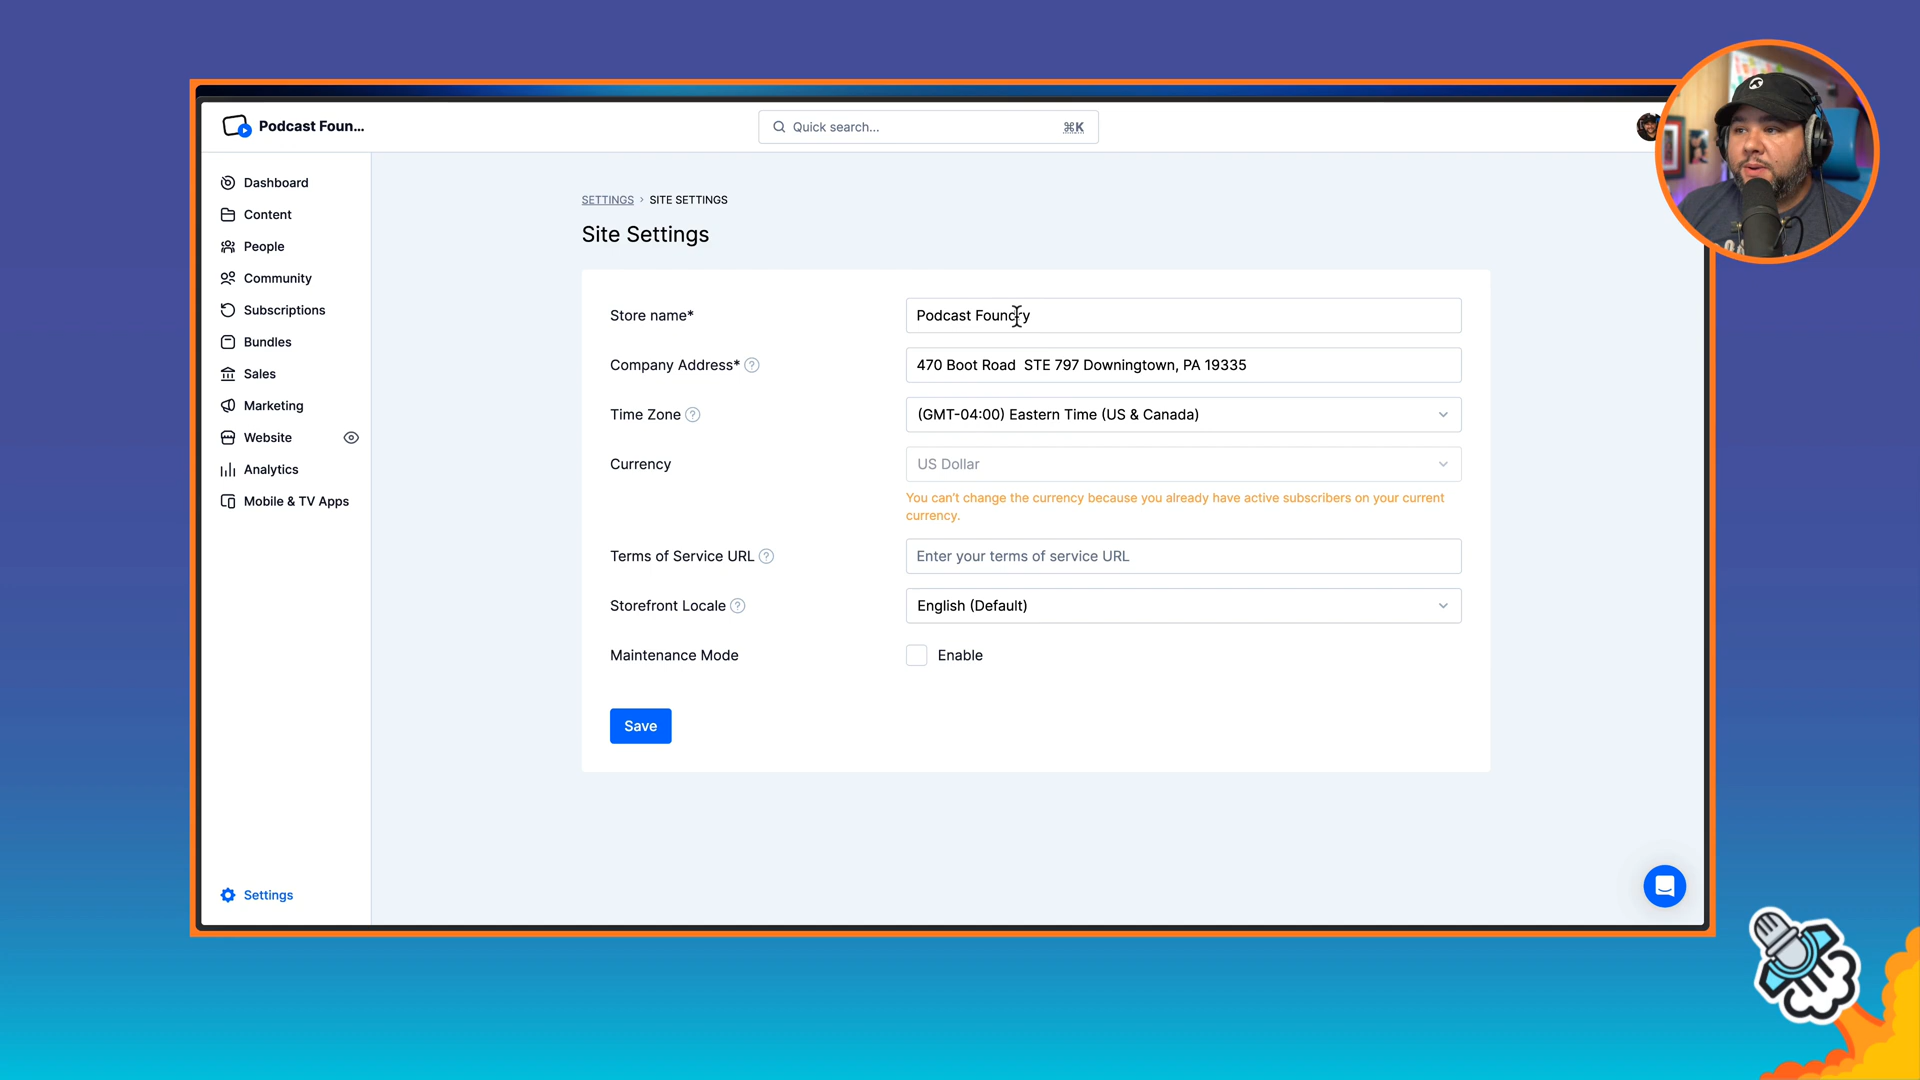 Podcast Foun...
Quick search...
⌘K
Dashboard
Content
People
Community
Subscriptions
Bundles
Sales
Marketing
Website
Analytics
Mobile & TV Apps
Settings
SETTINGS › SITE SETTINGS
Site Settings
Store name*
Podcast Foundry
Company Address* ?
470 Boot Road  STE 797 Downingtown, PA 19335
Time Zone ?
(GMT-04:00) Eastern Time (US & Canada)
Currency
US Dollar
You can't change the currency because you already have active subscribers on your current
currency.
Terms of Service URL ?
Enter your terms of service URL
Storefront Locale ?
English (Default)
Maintenance Mode
Enable
Save